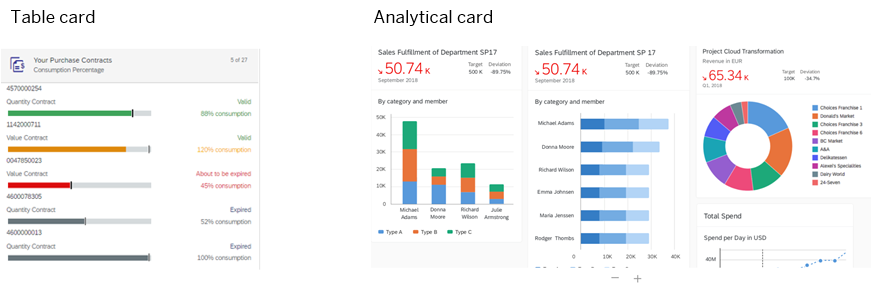 Table card
Analytical card
Your Purchase Contracts
5 of 27
Consumption Percentage
4570000254
Quantity Contract Valid
88% consumption
1142000711
Value Contract Valid
120% consumption
0047850023
Value Contract About to be expired
45% consumption
4600078305
Quantity Contract Expired
52% consumption
4600000013
Quantity Contract Expired
100% consumption
Sales Fulfillment of Department SP17
50.74 K
Target Deviation
500 K -89.75%
September 2018
By category and member
50K
40K
30K
20K
10K
0
Michael Adams
Donna Moore
Richard Wilson
Julie Armstrong
Type A Type B Type C
Sales Fulfillment of Department SP 17
50.74 K
Target Deviation
500 K -89.75%
September 2018
By category and member
Michael Adams
Donna Moore
Richard Wilson
Emma Johnsen
Maria Jenssen
Rodger Thombs
0 10K 20K 30K 40K
Project Cloud Transformation
Revenue in EUR
65.34 K
Target Deviation
100K -34.7%
Q1, 2018
Choices Franchise 1
Donald's Market
Choices Franchise 3
Choices Franchise 6
BC Market
A&A
Delikatessen
Alexei's Specialities
Dairy World
24-Seven
Total Spend
Spend per Day in USD
40M